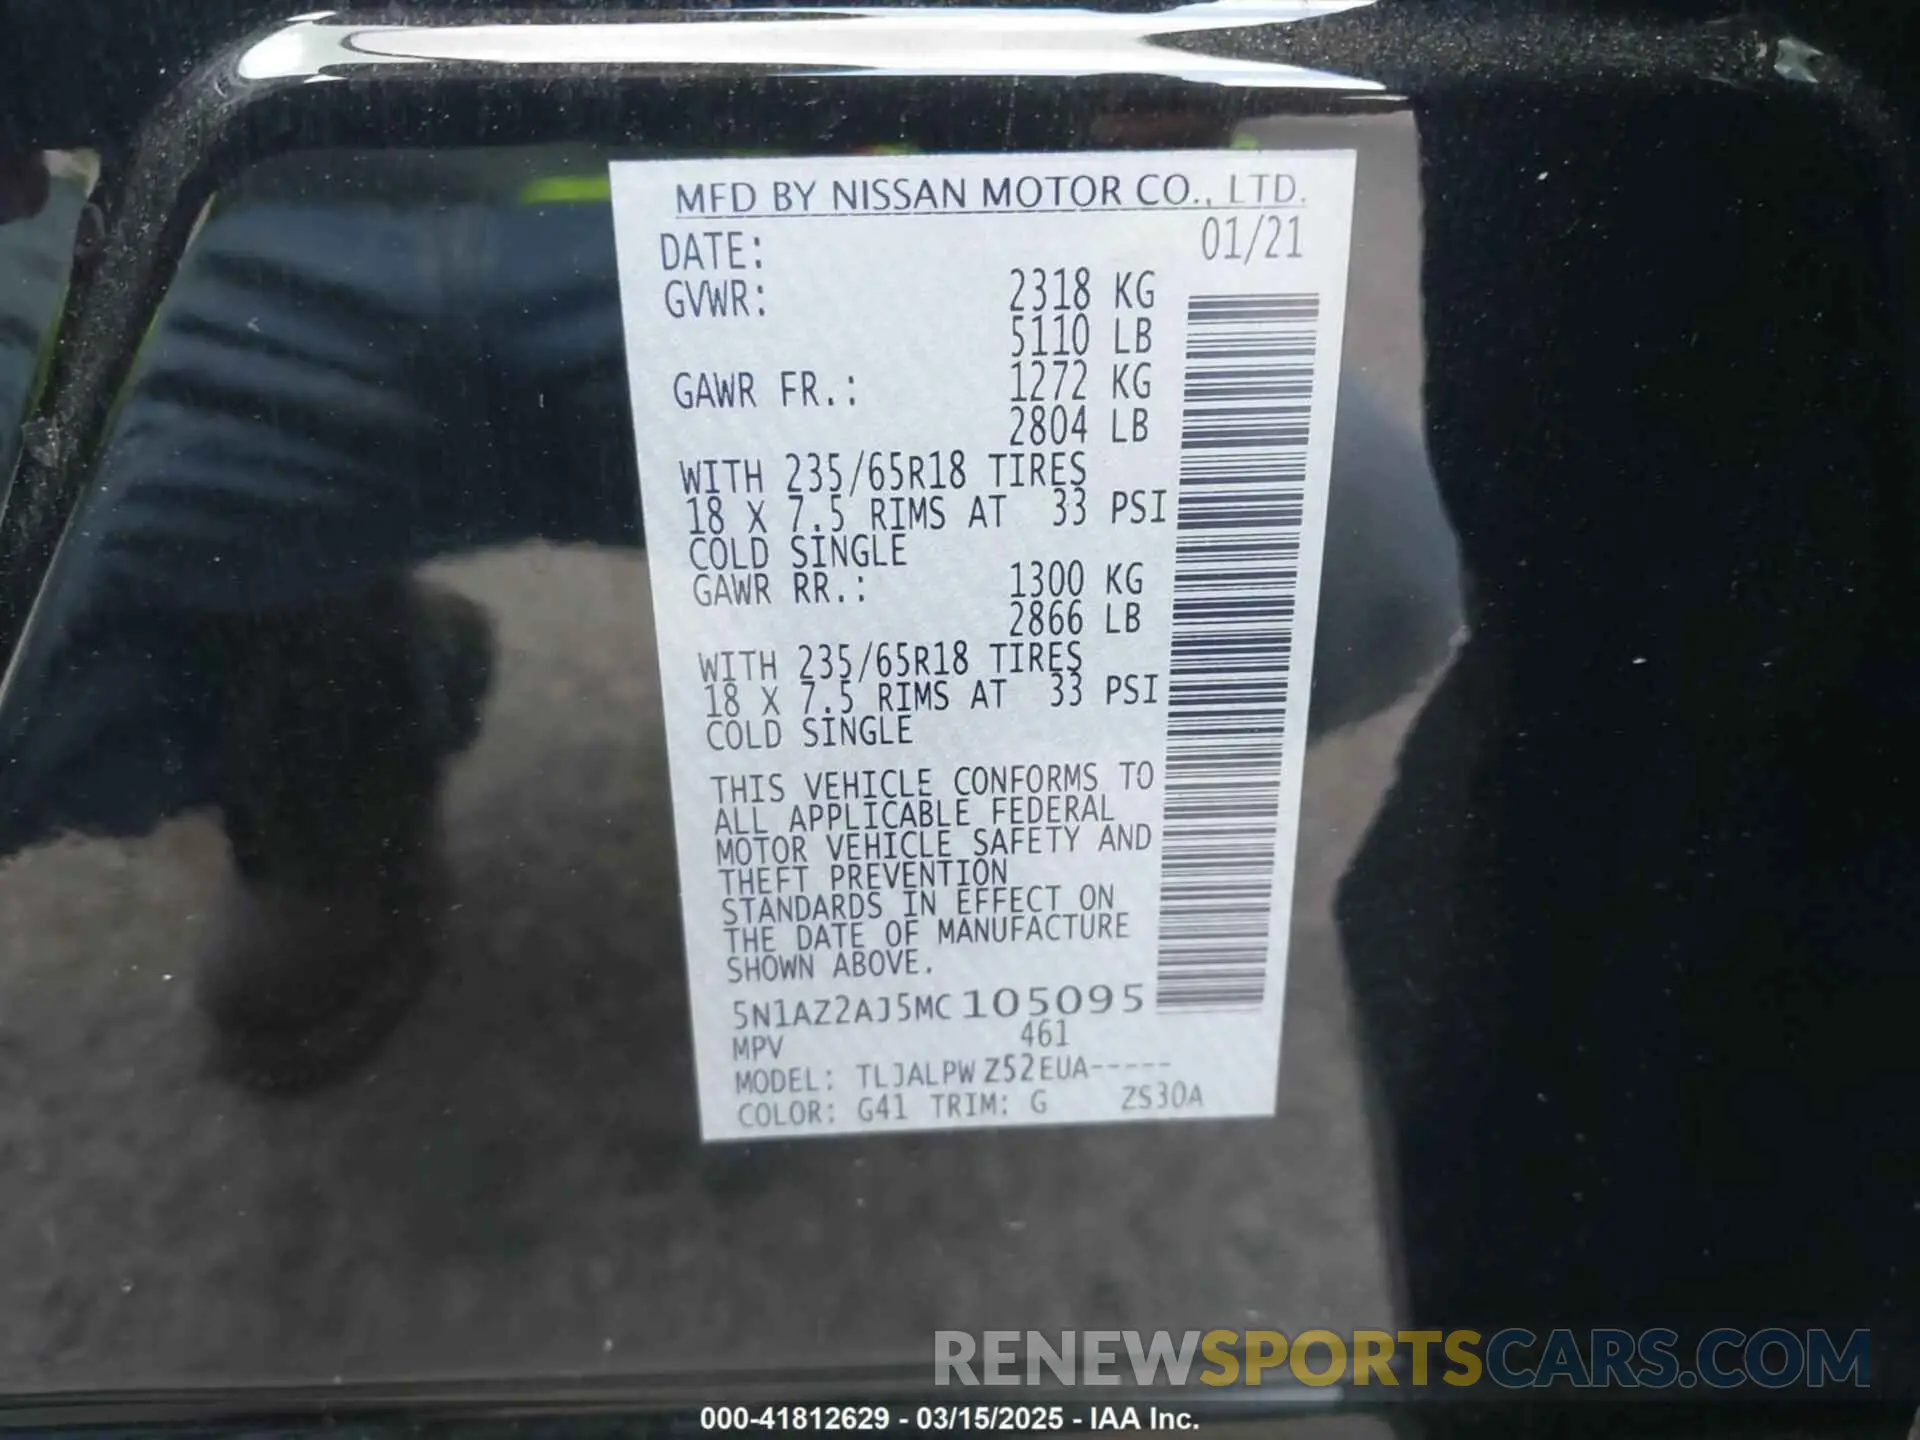 MFD BY NISSAN MOTOR CO., LTD.
DATE: 01/21
GVWR: 2318 KG
5110 LB
GAWR FR.: 1272 KG
2804 LB
WITH 235/65R18 TIRES
18 X 7.5 RIMS AT 33 PSI
COLD SINGLE
GAWR RR.: 1300 KG
2866 LB
WITH 235/65R18 TIRES
18 X 7.5 RIMS AT 33 PSI
COLD SINGLE
THIS VEHICLE CONFORMS TO
ALL APPLICABLE FEDERAL
MOTOR VEHICLE SAFETY AND
THEFT PREVENTION
STANDARDS IN EFFECT ON
THE DATE OF MANUFACTURE
SHOWN ABOVE.
5N1AZ2AJ5MC105095
MPV 461
MODEL: TLJALPW Z52EUA-----
COLOR: G41 TRIM: G ZS30A
RENEWSPORTSCARS.COM
000-41812629 - 03/15/2025 - IAA Inc.